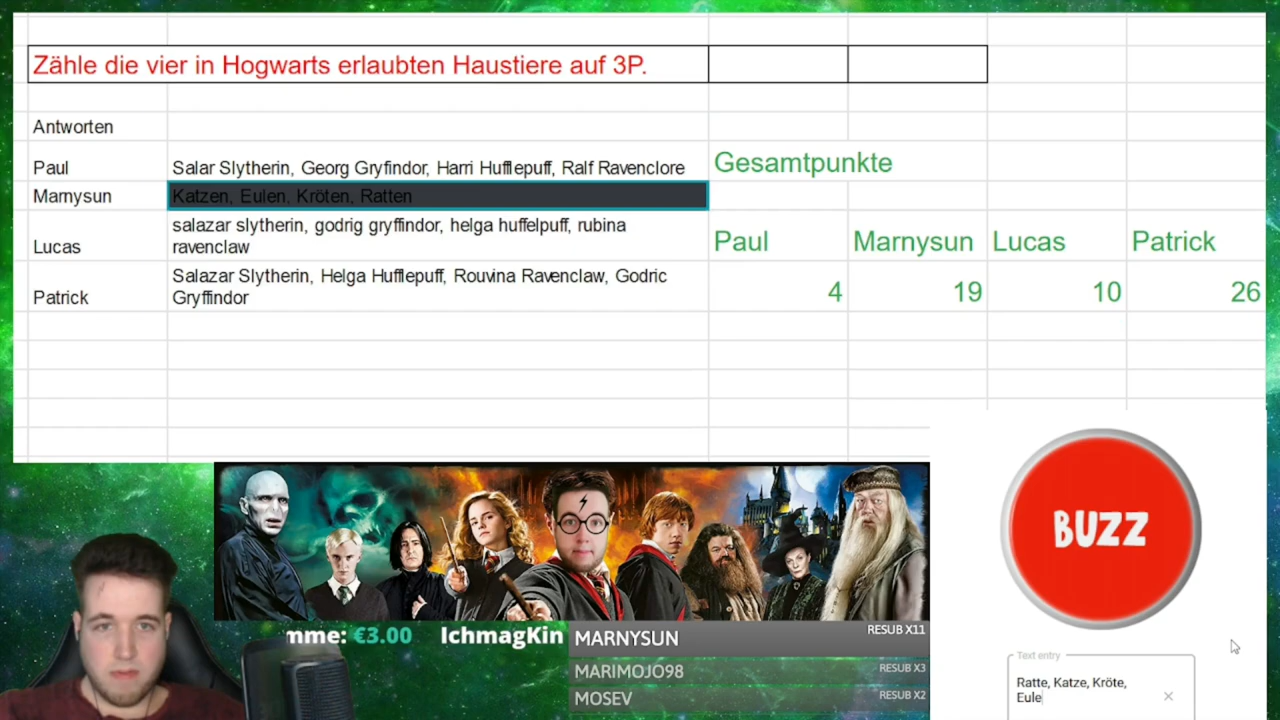 Zähle die vier in Hogwarts erlaubten Haustiere auf 3P.
Antworten
Paul
Salar Slytherin, Georg Gryfindor, Harri Hufflepuff, Ralf Ravenclore
Gesamtpunkte
Marnysun
Katzen, Eulen, Kröten, Ratten
Lucas
salazar slytherin, godrig gryffindor, helga huffelpuff, rubina
ravenclaw
Paul Marnysun Lucas Patrick
Patrick
Salazar Slytherin, Helga Hufflepuff, Rouvina Ravenclaw, Godric
Gryffindor
4 19 10 26
BUZZ
mme: €3.00 IchmagKin
MARNYSUN RESUB X11
MARIMOJO98 RESUB X3
MOSEV RESUB X2
Text entry
Ratte, Katze, Kröte,
Eule